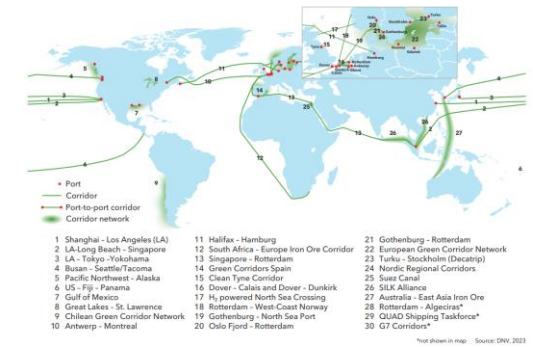 Port
Corridor
Port-to-port corridor
Corridor network
1 Shanghai - Los Angeles (LA)
2 LA-Long Beach - Singapore
3 LA - Tokyo -Yokohama
4 Busan - Seattle/Tacoma
5 Pacific Northwest - Alaska
6 US - Fiji - Panama
7 Gulf of Mexico
8 Great Lakes - St. Lawrence
9 Chilean Green Corridor Network
10 Antwerp - Montreal
11 Halifax - Hamburg
12 South Africa - Europe Iron Ore Corridor
13 Singapore - Rotterdam
14 Green Corridors Spain
15 Clean Tyne Corridor
16 Dover - Calais and Dover - Dunkirk
17 H₂ powered North Sea Crossing
18 Rotterdam - West-Coast Norway
19 Gothenburg - North Sea Port
20 Oslo Fjord - Rotterdam
21 Gothenburg - Rotterdam
22 European Green Corridor Network
23 Turku - Stockholm (Decatrip)
24 Nordic Regional Corridors
25 Suez Canal
26 SILK Alliance
27 Australia - East Asia Iron Ore
28 Rotterdam - Algeciras*
29 QUAD Shipping Taskforce*
30 G7 Corridors*
*not shown in map Source: DNV, 2023